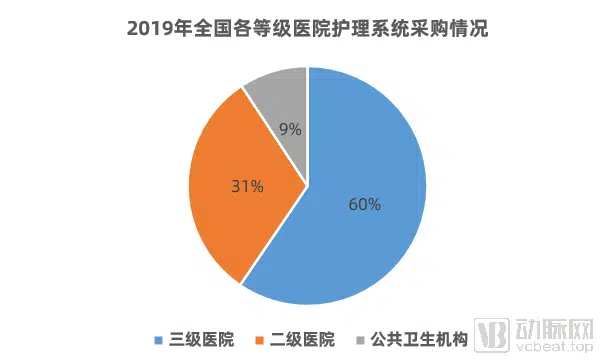 2019年全国各等级医院护理系统采购情况
9%
31%
60%
三级医院 二级医院 公共卫生机构
VB 动脉网
vcbeat.top